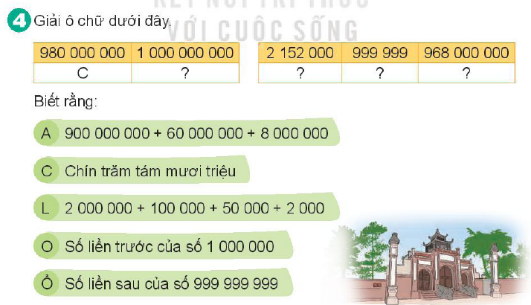 KẾT NỐI TRI THỨC
VỚI CUỘC SỐNG
4 Giải ô chữ dưới đây.
980 000 000 1 000 000 000 2 152 000 999 999 968 000 000
C ? ? ? ?
Biết rằng:
A 900 000 000 + 60 000 000 + 8 000 000
C Chín trăm tám mươi triệu
L 2 000 000 + 100 000 + 50 000 + 2 000
O Số liền trước của số 1 000 000
Ổ Số liền sau của số 999 999 999